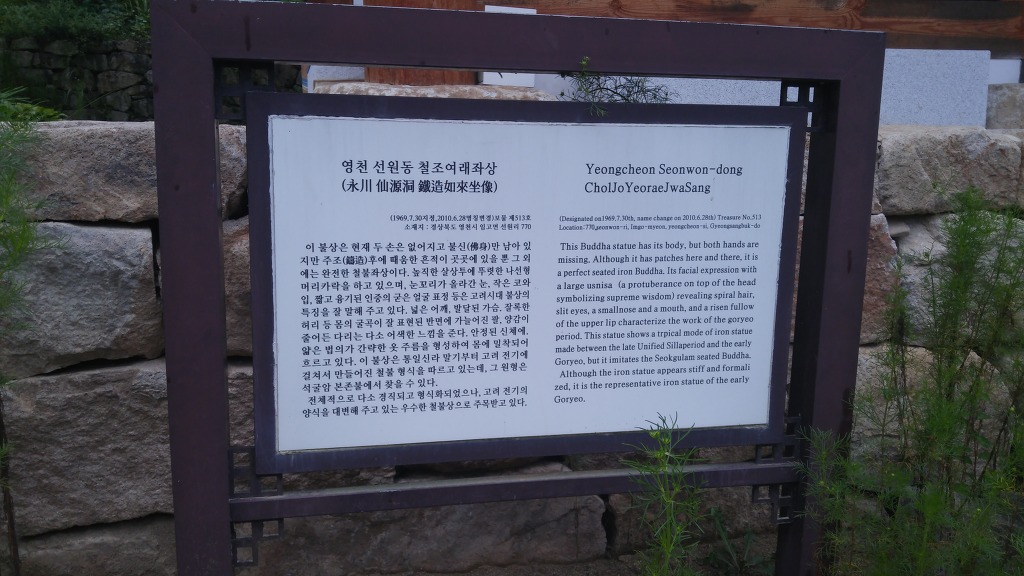 영천 선원동 철조여래좌상
(永川 仙源洞 鐵造如來坐像)
(1969.7.30지정,2010.6.28명칭변경)보물 제513호
소재지 : 경상북도 영천시 임고면 선원리 770
이 불상은 현재 두 손은 없어지고 불신(佛身)만 남아 있
지만 주조(鑄造)후에 때움한 흔적이 곳곳에 있을 뿐 그 외
에는 완전한 철불좌상이다. 높직한 살상투에 뚜렷한 나선형
머리카락을 하고 있으며, 눈꼬리가 올라간 눈, 작은 코와
입, 짧고 융기된 인중의 굳은 얼굴 표정 등은 고려시대 불상의
특징을 잘 말해 주고 있다. 넓은 어깨, 발달된 가슴, 잘록한
허리 등 몸의 굴곡이 잘 표현된 반면에 가늘어진 팔, 양감이
줄어든 다리는 다소 어색한 느낌을 준다. 안정된 신체에,
얇은 법의가 간략한 옷 주름을 형성하여 몸에 밀착되어
흐르고 있다. 이 불상은 통일신라 말기부터 고려 전기에
걸쳐서 만들어진 철불 형식을 따르고 있는데, 그 원형은
석굴암 본존불에서 찾을 수 있다.
전체적으로 다소 경직되고 형식화되었으나, 고려 전기의
양식을 대변해 주고 있는 우수한 철불상으로 주목받고 있다.
Yeongcheon Seonwon-dong
CholJoYeoraeJwaSang
(Designated on1969.7.30th, name change on 2010.6.28th) Treasure No.513
Location:770,seonwon-ri, Imgo-myeon, yeongcheon-si, Gyeongsangbuk-do
This Buddha statue has its body, but both hands are
missing. Although it has patches here and there, it is
a perfect seated iron Buddha. Its facial expression with
a large usnisa (a protuberance on top of the head
symbolizing supreme wisdom) revealing spiral hair,
slit eyes, a smallnose and a mouth, and a risen fullow
of the upper lip characterize the work of the goryeo
period. This statue shows a trpical mode of iron statue
made between the late Unified Sillaperiod and the early
Goryeo, but it imitates the Seokgulam seated Buddha.
Although the iron statue appears stiff and formali
zed, it is the representative iron statue of the early
Goryeo.